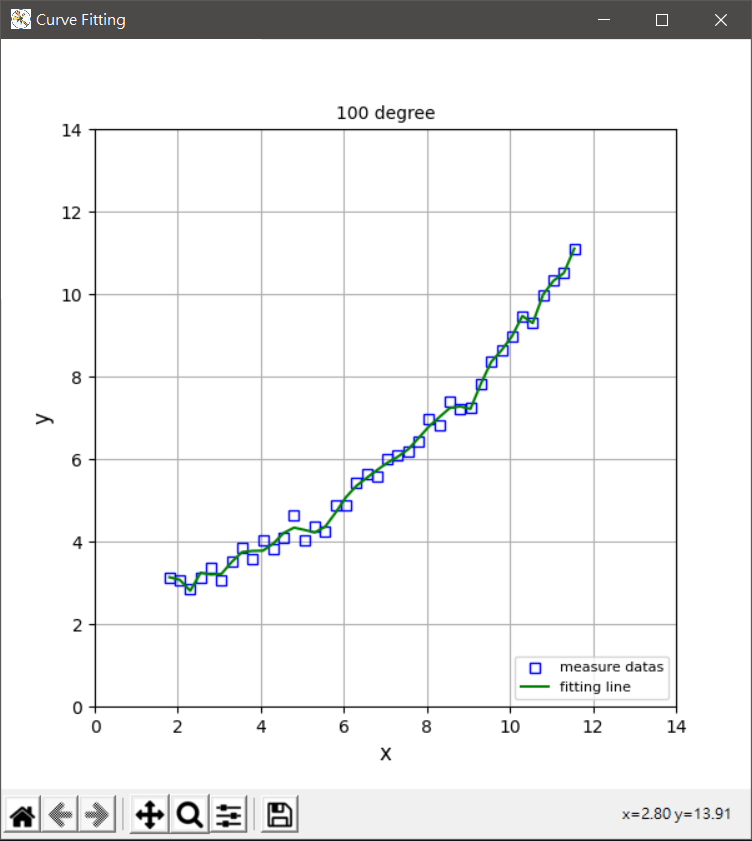 Curve Fitting
100 degree
14
12
10
8
6
4
2
0
y
0 2 4 6 8 10 12 14
x
measure datas
fitting line
x=2.80 y=13.91